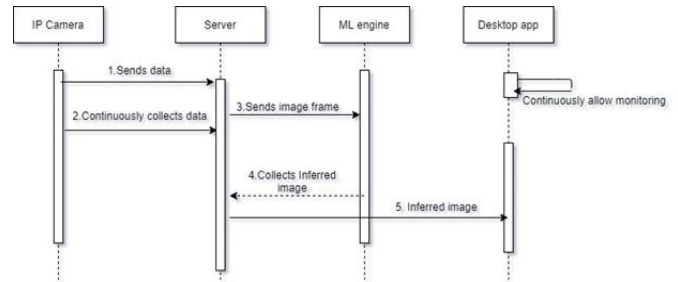 IP Camera
Server
ML engine
Desktop app
1.Sends data
Continuously allow monitoring
2.Continuously collects data
3.Sends image frame
4.Collects Inferred
image
5. Inferred image